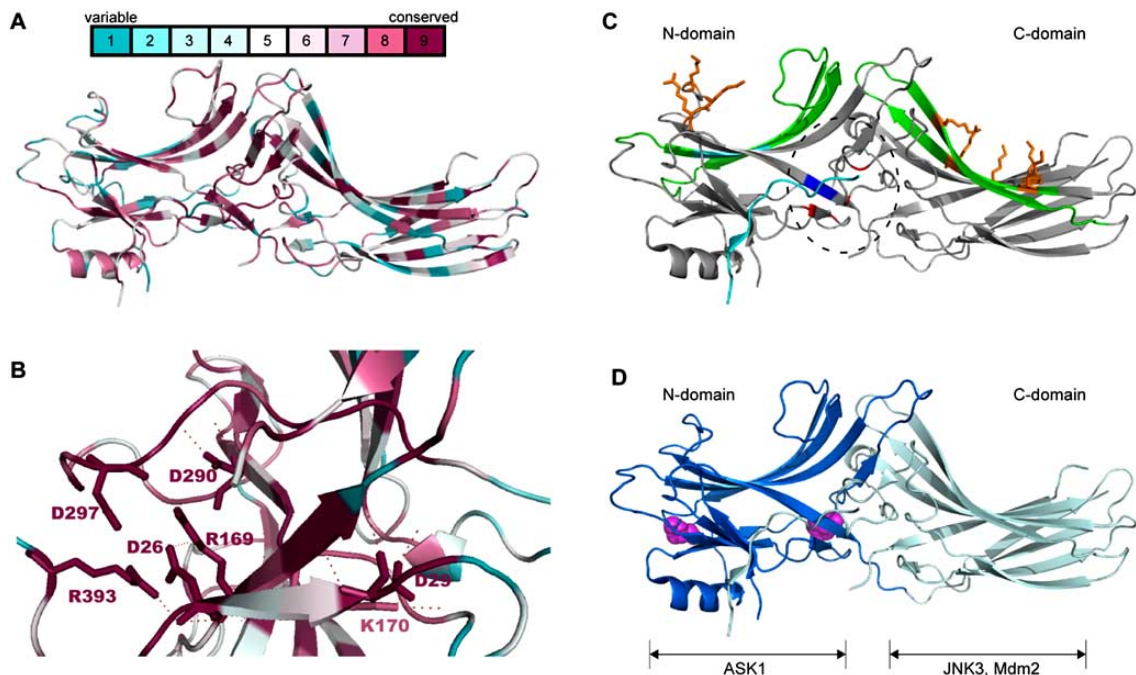 A
variable conserved
1 2 3 4 5 6 7 8 9
B
D290
D297
R169
D26
R393
D29
K170
C
N-domain C-domain
D
N-domain C-domain
ASK1 JNK3, Mdm2